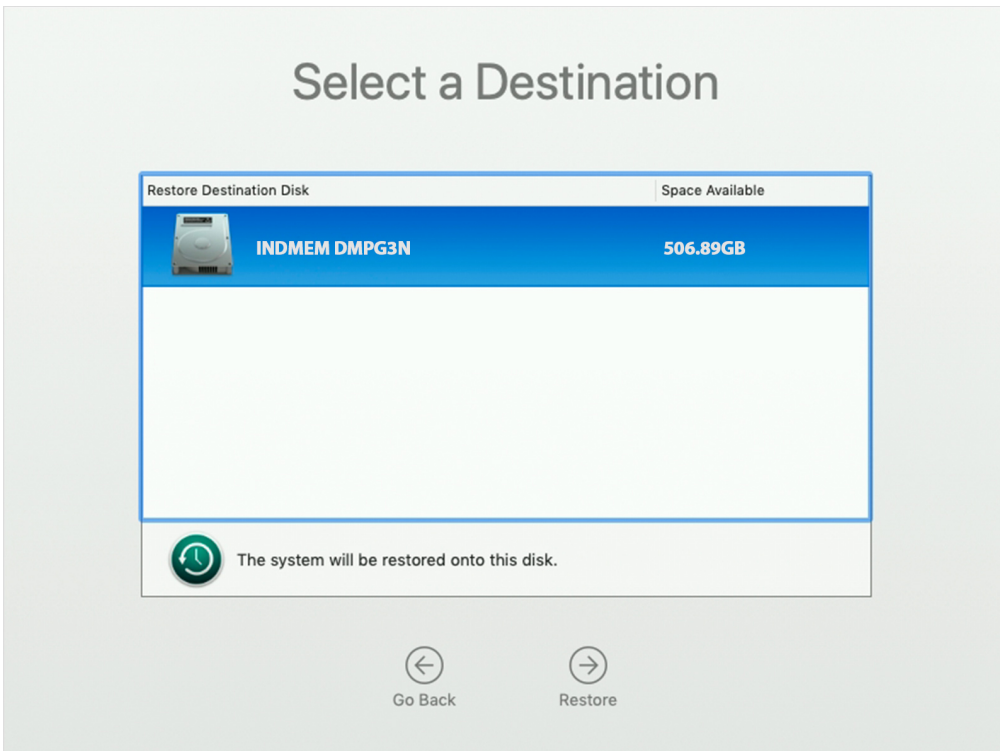 Select a Destination
Restore Destination Disk Space Available
INDMEM DMPG3N 506.89GB
The system will be restored onto this disk.
Go Back Restore